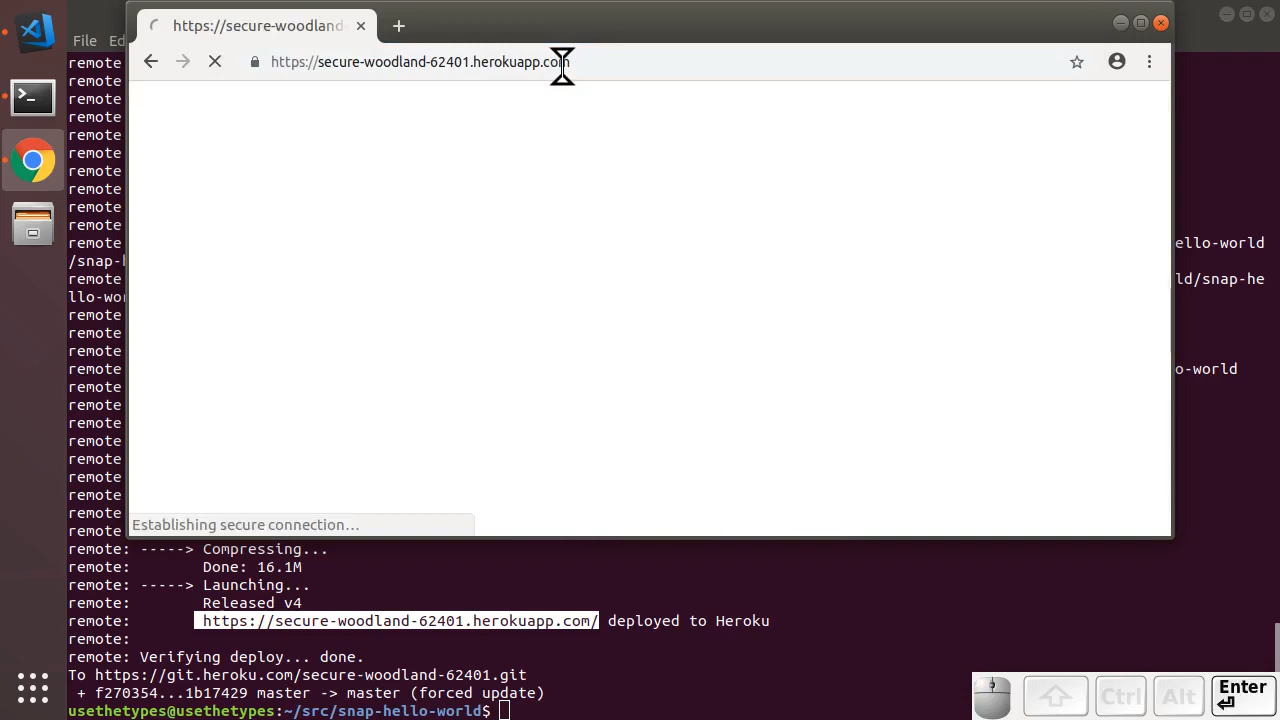 https://secure-woodland
https://secure-woodland-62401.herokuapp.com
File Ed
remote
remote
remote
remote
remote
remote
remote
remote
remote
remote
remote ello-world
/snap-h
remote ld/snap-he
llo-wor
remote
remote
remote
remote o-world
remote
remote
remote
remote
remote
remote
remote
remote
Establishing secure connection...
remote
remote: -----> Compressing...
remote: Done: 16.1M
remote: -----> Launching...
remote: Released v4
remote: https://secure-woodland-62401.herokuapp.com/ deployed to Heroku
remote:
remote: Verifying deploy... done.
To https://git.heroku.com/secure-woodland-62401.git
+ f270354...1b17429 master -> master (forced update)
usethetypes@usethetypes:~/src/snap-hello-world$
Ctrl Alt Enter